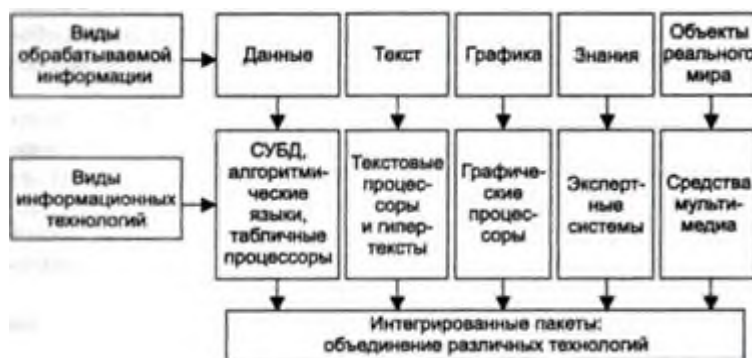 Виды
обрабатываемой
информации
Данные
Текст
Графика
Знания
Объекты
реального
мира
Виды
информационных
технологий
СУБД,
алгоритми-
ческие
языки,
табличные
процессоры
Текстовые
процес-
соры
и гипер-
тексты
Графиче-
ские
процес-
соры
Эксперт-
ные
системы
Средства
мульти-
медиа
Интегрированные пакеты:
объединение различных технологий